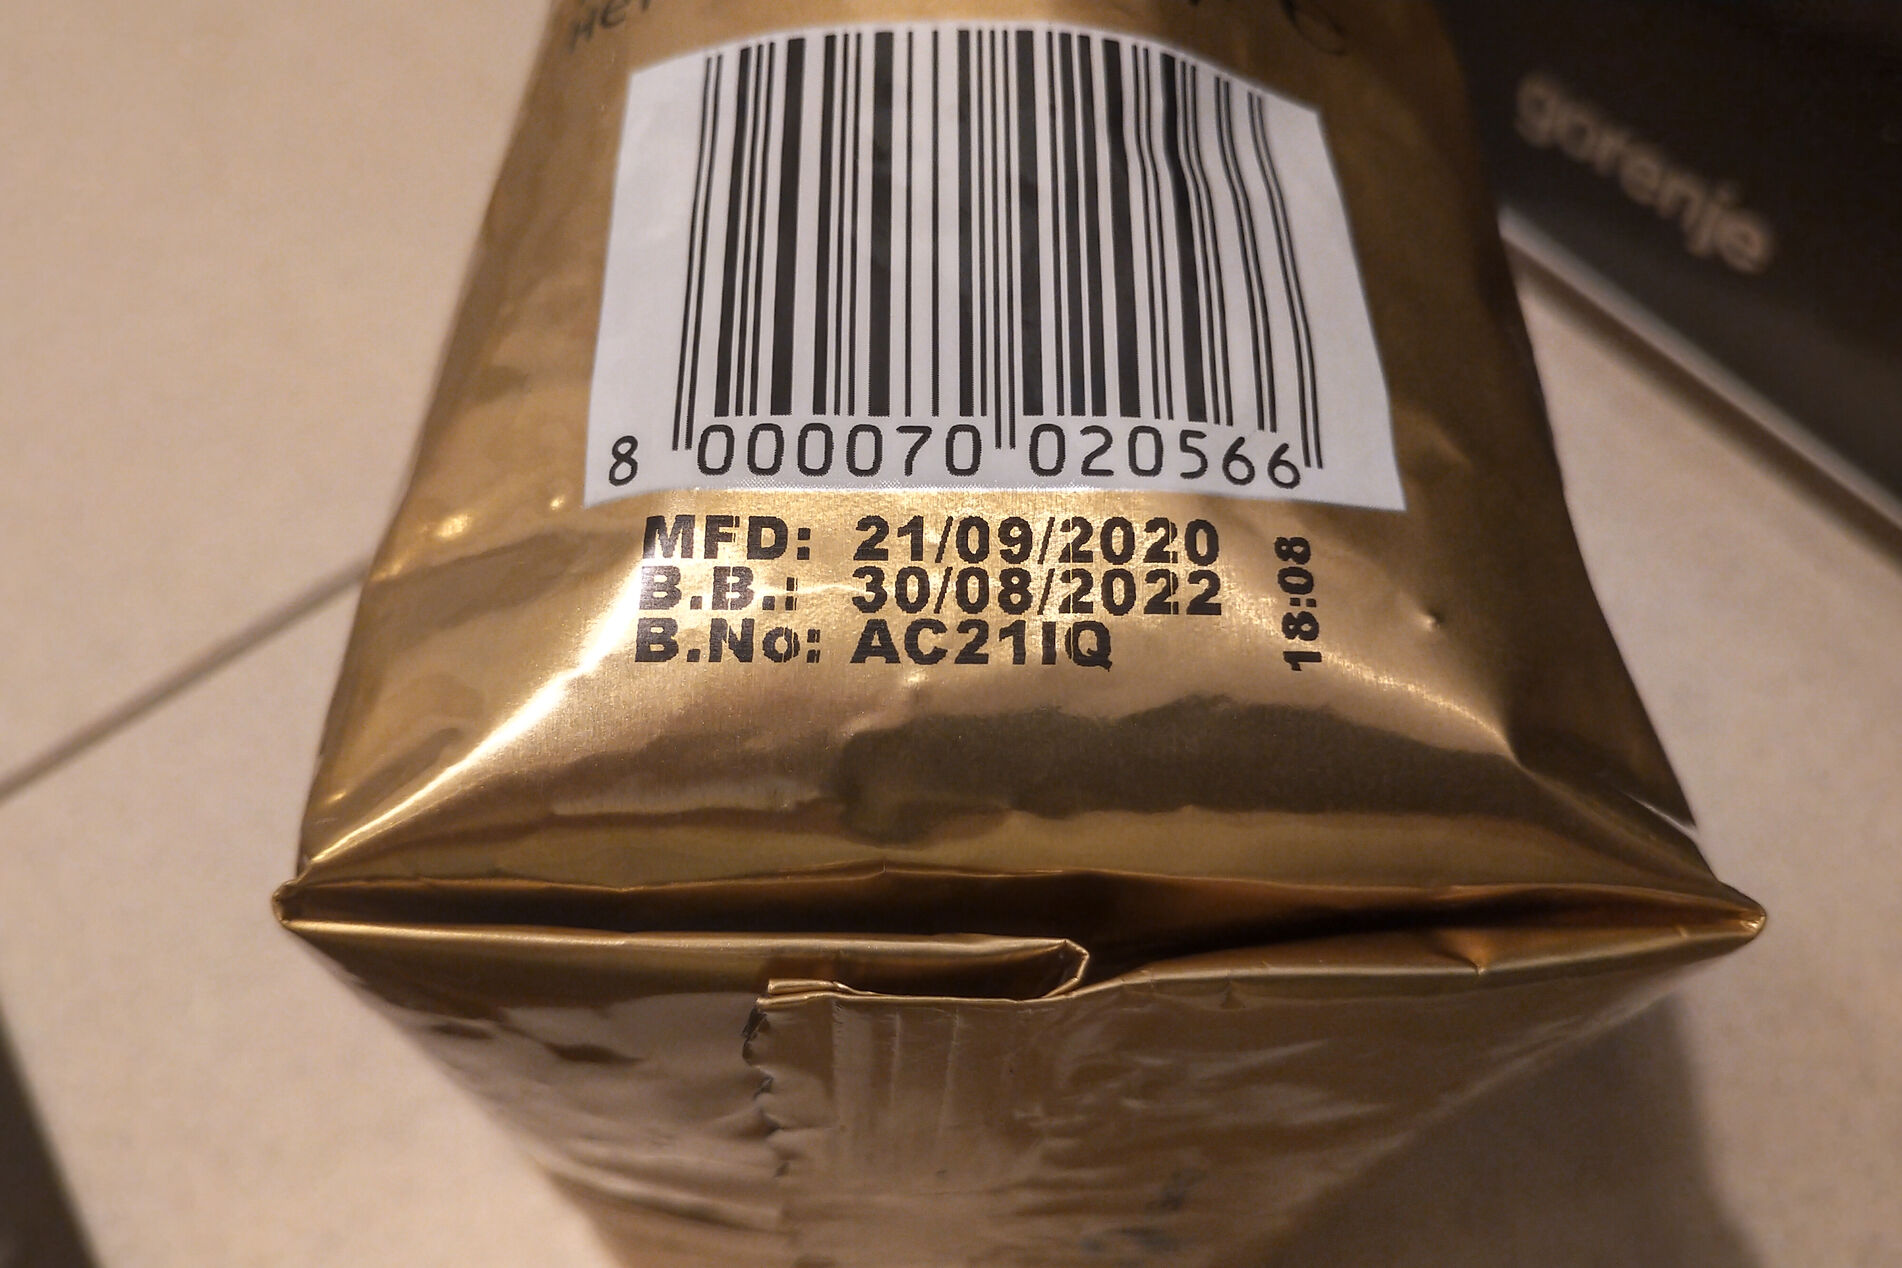 8 000070 020566
MFD: 21/09/2020
B.B.: 30/08/2022
B.No: AC21IQ
18:08
gorenje